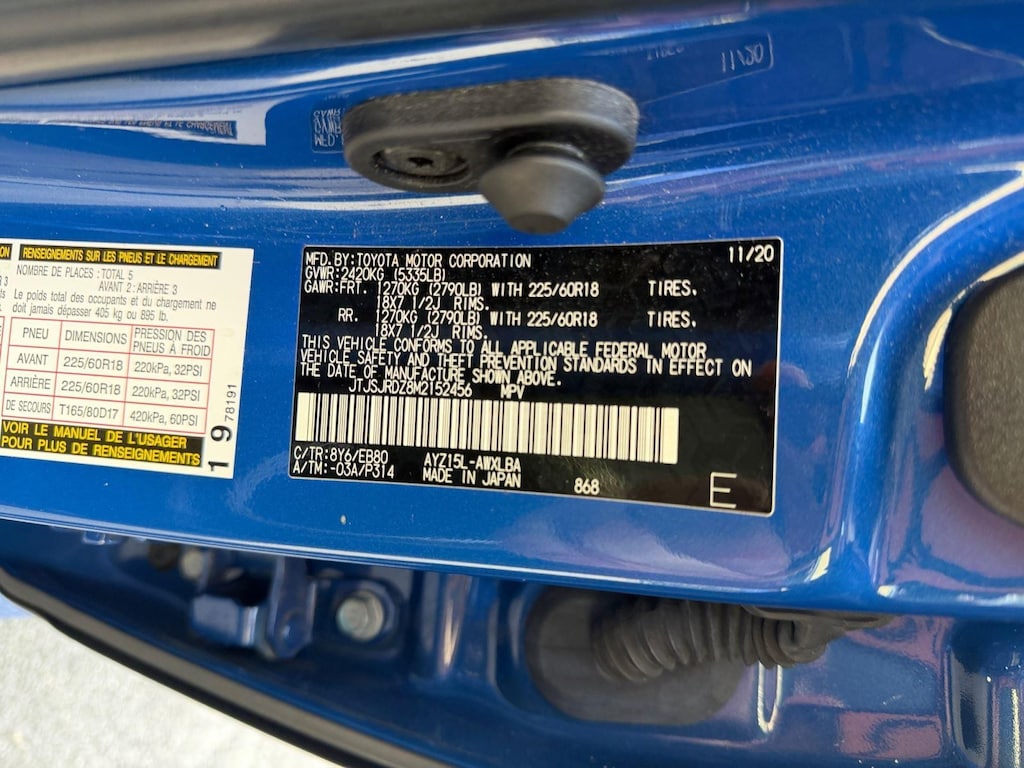 11/20
ION
RENSEIGNEMENTS SUR LES PNEUS ET LE CHARGEMENT
NOMBRE DE PLACES : TOTAL 5
AVANT 2 : ARRIÈRE 3
Le poids total des occupants et du chargement ne
doit jamais dépasser 405 kg ou 895 lb.
PNEU DIMENSIONS PRESSION DES PNEUS À FROID
AVANT 225/60R18 220kPa, 32PSI
ARRIÈRE 225/60R18 220kPa, 32PSI
DE SECOURS T165/80D17 420kPa, 60PSI
VOIR LE MANUEL DE L'USAGER
POUR PLUS DE RENSEIGNEMENTS
1 9 78191
MFD.BY:TOYOTA MOTOR CORPORATION 11/20
GVWR:2420KG (5335LB)
GAWR:FRT. 1270KG (2790LB) WITH 225/60R18 TIRES.
18X7 1/2J RIMS.
RR. 1270KG (2790LB) WITH 225/60R18 TIRES.
18X7 1/2J RIMS.
THIS VEHICLE CONFORMS TO ALL APPLICABLE FEDERAL MOTOR
VEHICLE SAFETY AND THEFT PREVENTION STANDARDS IN EFFECT ON
THE DATE OF MANUFACTURE SHOWN ABOVE.
JTJSJRDZ8M2152456 MPV
C/TR:8Y6/EB80 AYZ15L-AWXLBA
A/TM:-03A/P314 MADE IN JAPAN 868
E